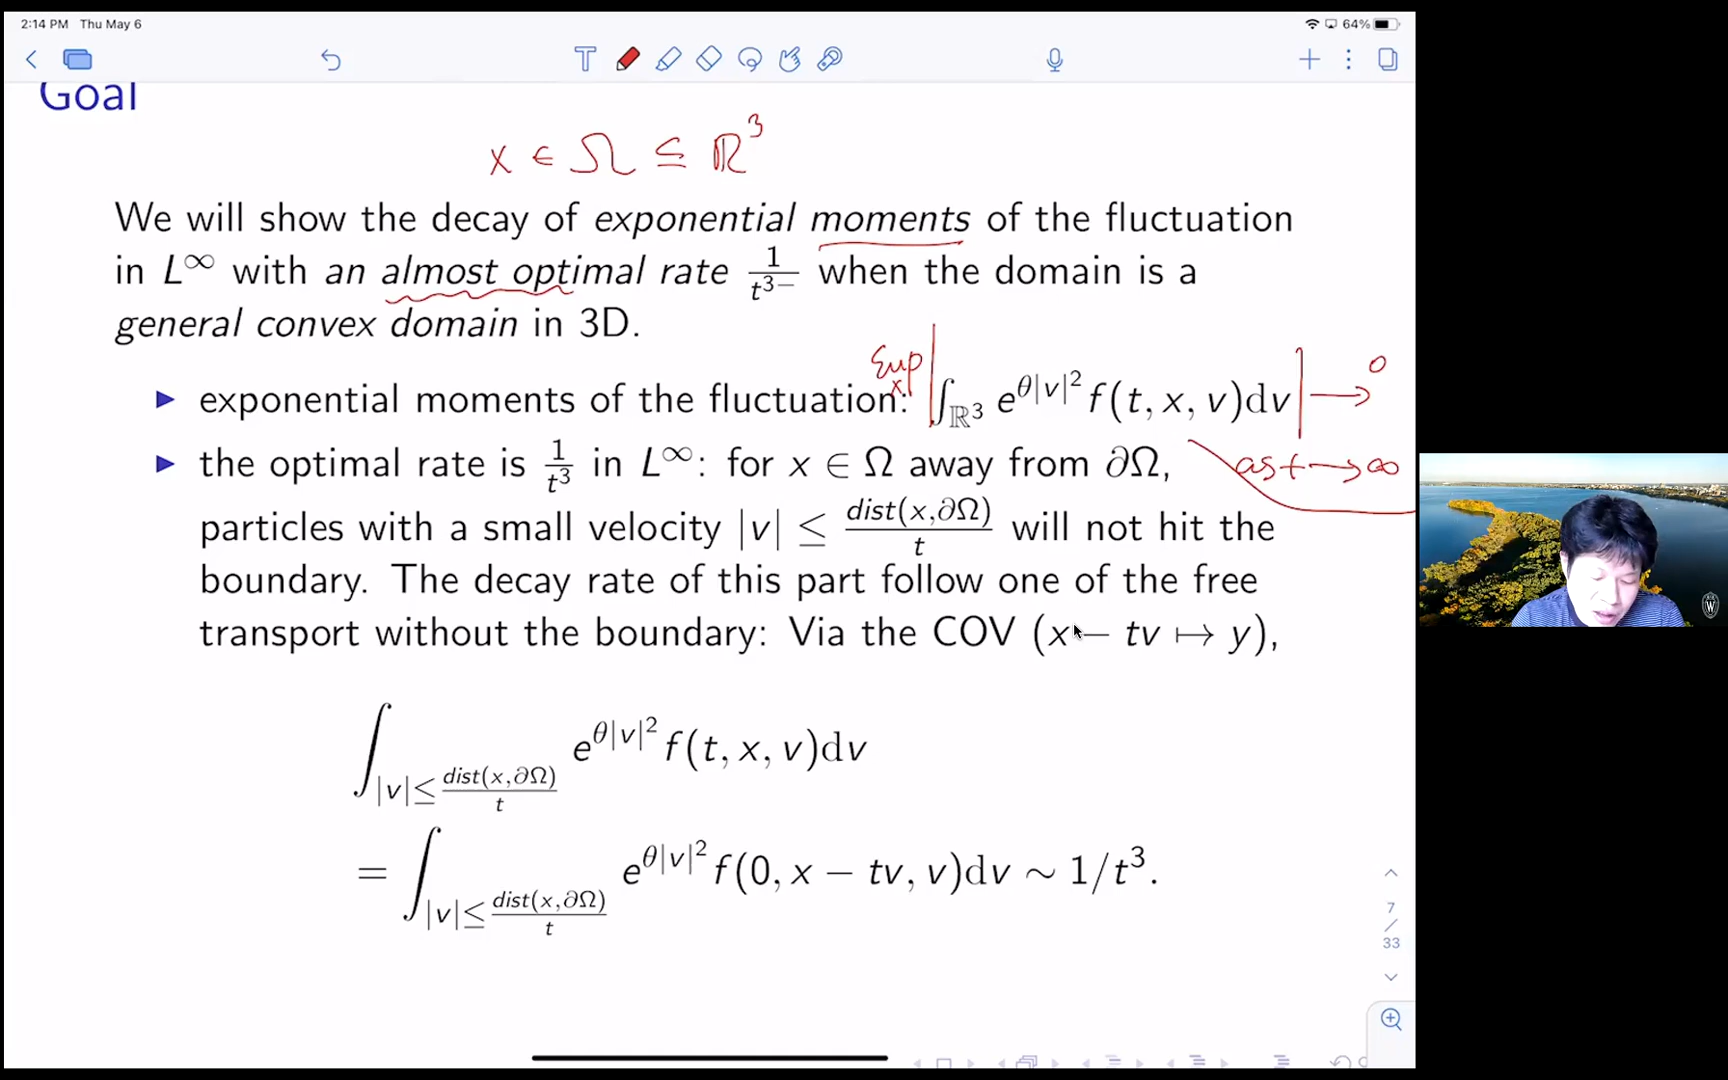 2:14 PM Thu May 6
64%
Goal
x ∈ Ω ⊆ ℝ³
We will show the decay of exponential moments of the fluctuation
in L^∞ with an almost optimal rate 1/t^{3−} when the domain is a
general convex domain in 3D.
▶ exponential moments of the fluctuation: sup_x |∫_{ℝ³} e^{θ|v|²} f(t, x, v)dv| → 0
as t → ∞
▶ the optimal rate is 1/t³ in L^∞: for x ∈ Ω away from ∂Ω,
particles with a small velocity |v| ≤ dist(x,∂Ω)/t will not hit the
boundary. The decay rate of this part follow one of the free
transport without the boundary: Via the COV (x − tv ↦ y),
∫_{|v|≤dist(x,∂Ω)/t} e^{θ|v|²} f(t, x, v)dv
= ∫_{|v|≤dist(x,∂Ω)/t} e^{θ|v|²} f(0, x − tv, v)dv ∼ 1/t³.
7
/
33
W